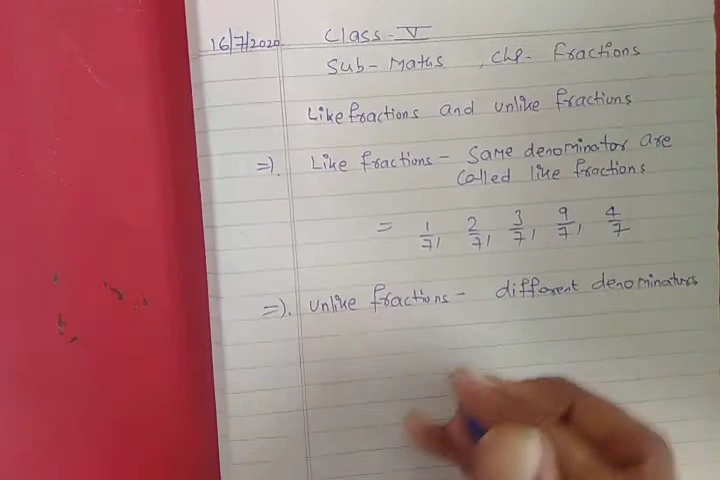 16/7/2020 Class - V
Sub - Maths , Chp - Fractions
Like fractions and unlike fractions
=>). Like fractions - Same denominator are
called like fractions
= 1/7, 2/7, 3/7, 9/7, 4/7
=>). unlike fractions - different denominators